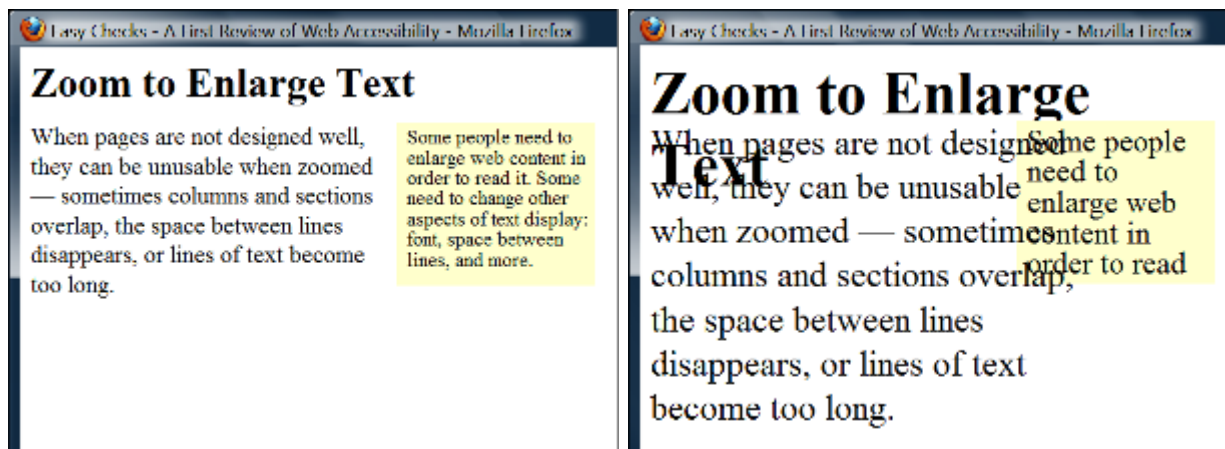 Easy Checks - A First Review of Web Accessibility - Mozilla Firefox
Zoom to Enlarge Text
When pages are not designed well,
they can be unusable when zoomed
— sometimes columns and sections
overlap, the space between lines
disappears, or lines of text become
too long.
Some people need to
enlarge web content in
order to read it. Some
need to change other
aspects of text display:
font, space between
lines, and more.
Easy Checks - A First Review of Web Accessibility - Mozilla Firefox
Zoom to Enlarge
Text
When pages are not designed
well, they can be unusable
when zoomed — sometimes
columns and sections overlap,
the space between lines
disappears, or lines of text
become too long.
Some people
need to
enlarge web
content in
order to read